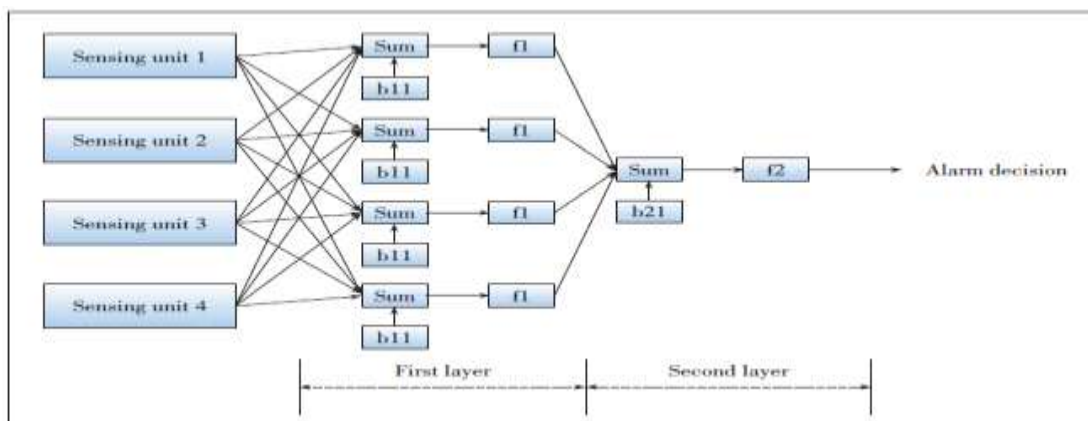 Sensing unit 1
Sum
f1
b11
Sensing unit 2
Sum
f1
b11
Sum
f2
Alarm decision
b21
Sensing unit 3
Sum
f1
b11
Sensing unit 4
Sum
f1
b11
First layer
Second layer